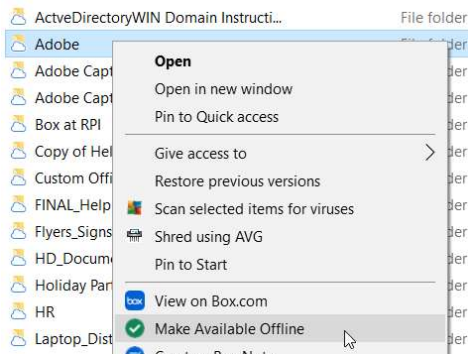 ActveDirectoryWIN Domain Instructi... File folder
Adobe
Open
Adobe Capt
Open in new window
Adobe Capt
Pin to Quick access
Box at RPI
Give access to
Copy of Hel
Restore previous versions
Custom Offi
Scan selected items for viruses
FINAL_Help
Shred using AVG
Flyers_Signs
Pin to Start
HD_Docume
Holiday Part
box View on Box.com
HR
Make Available Offline
Laptop_Dist